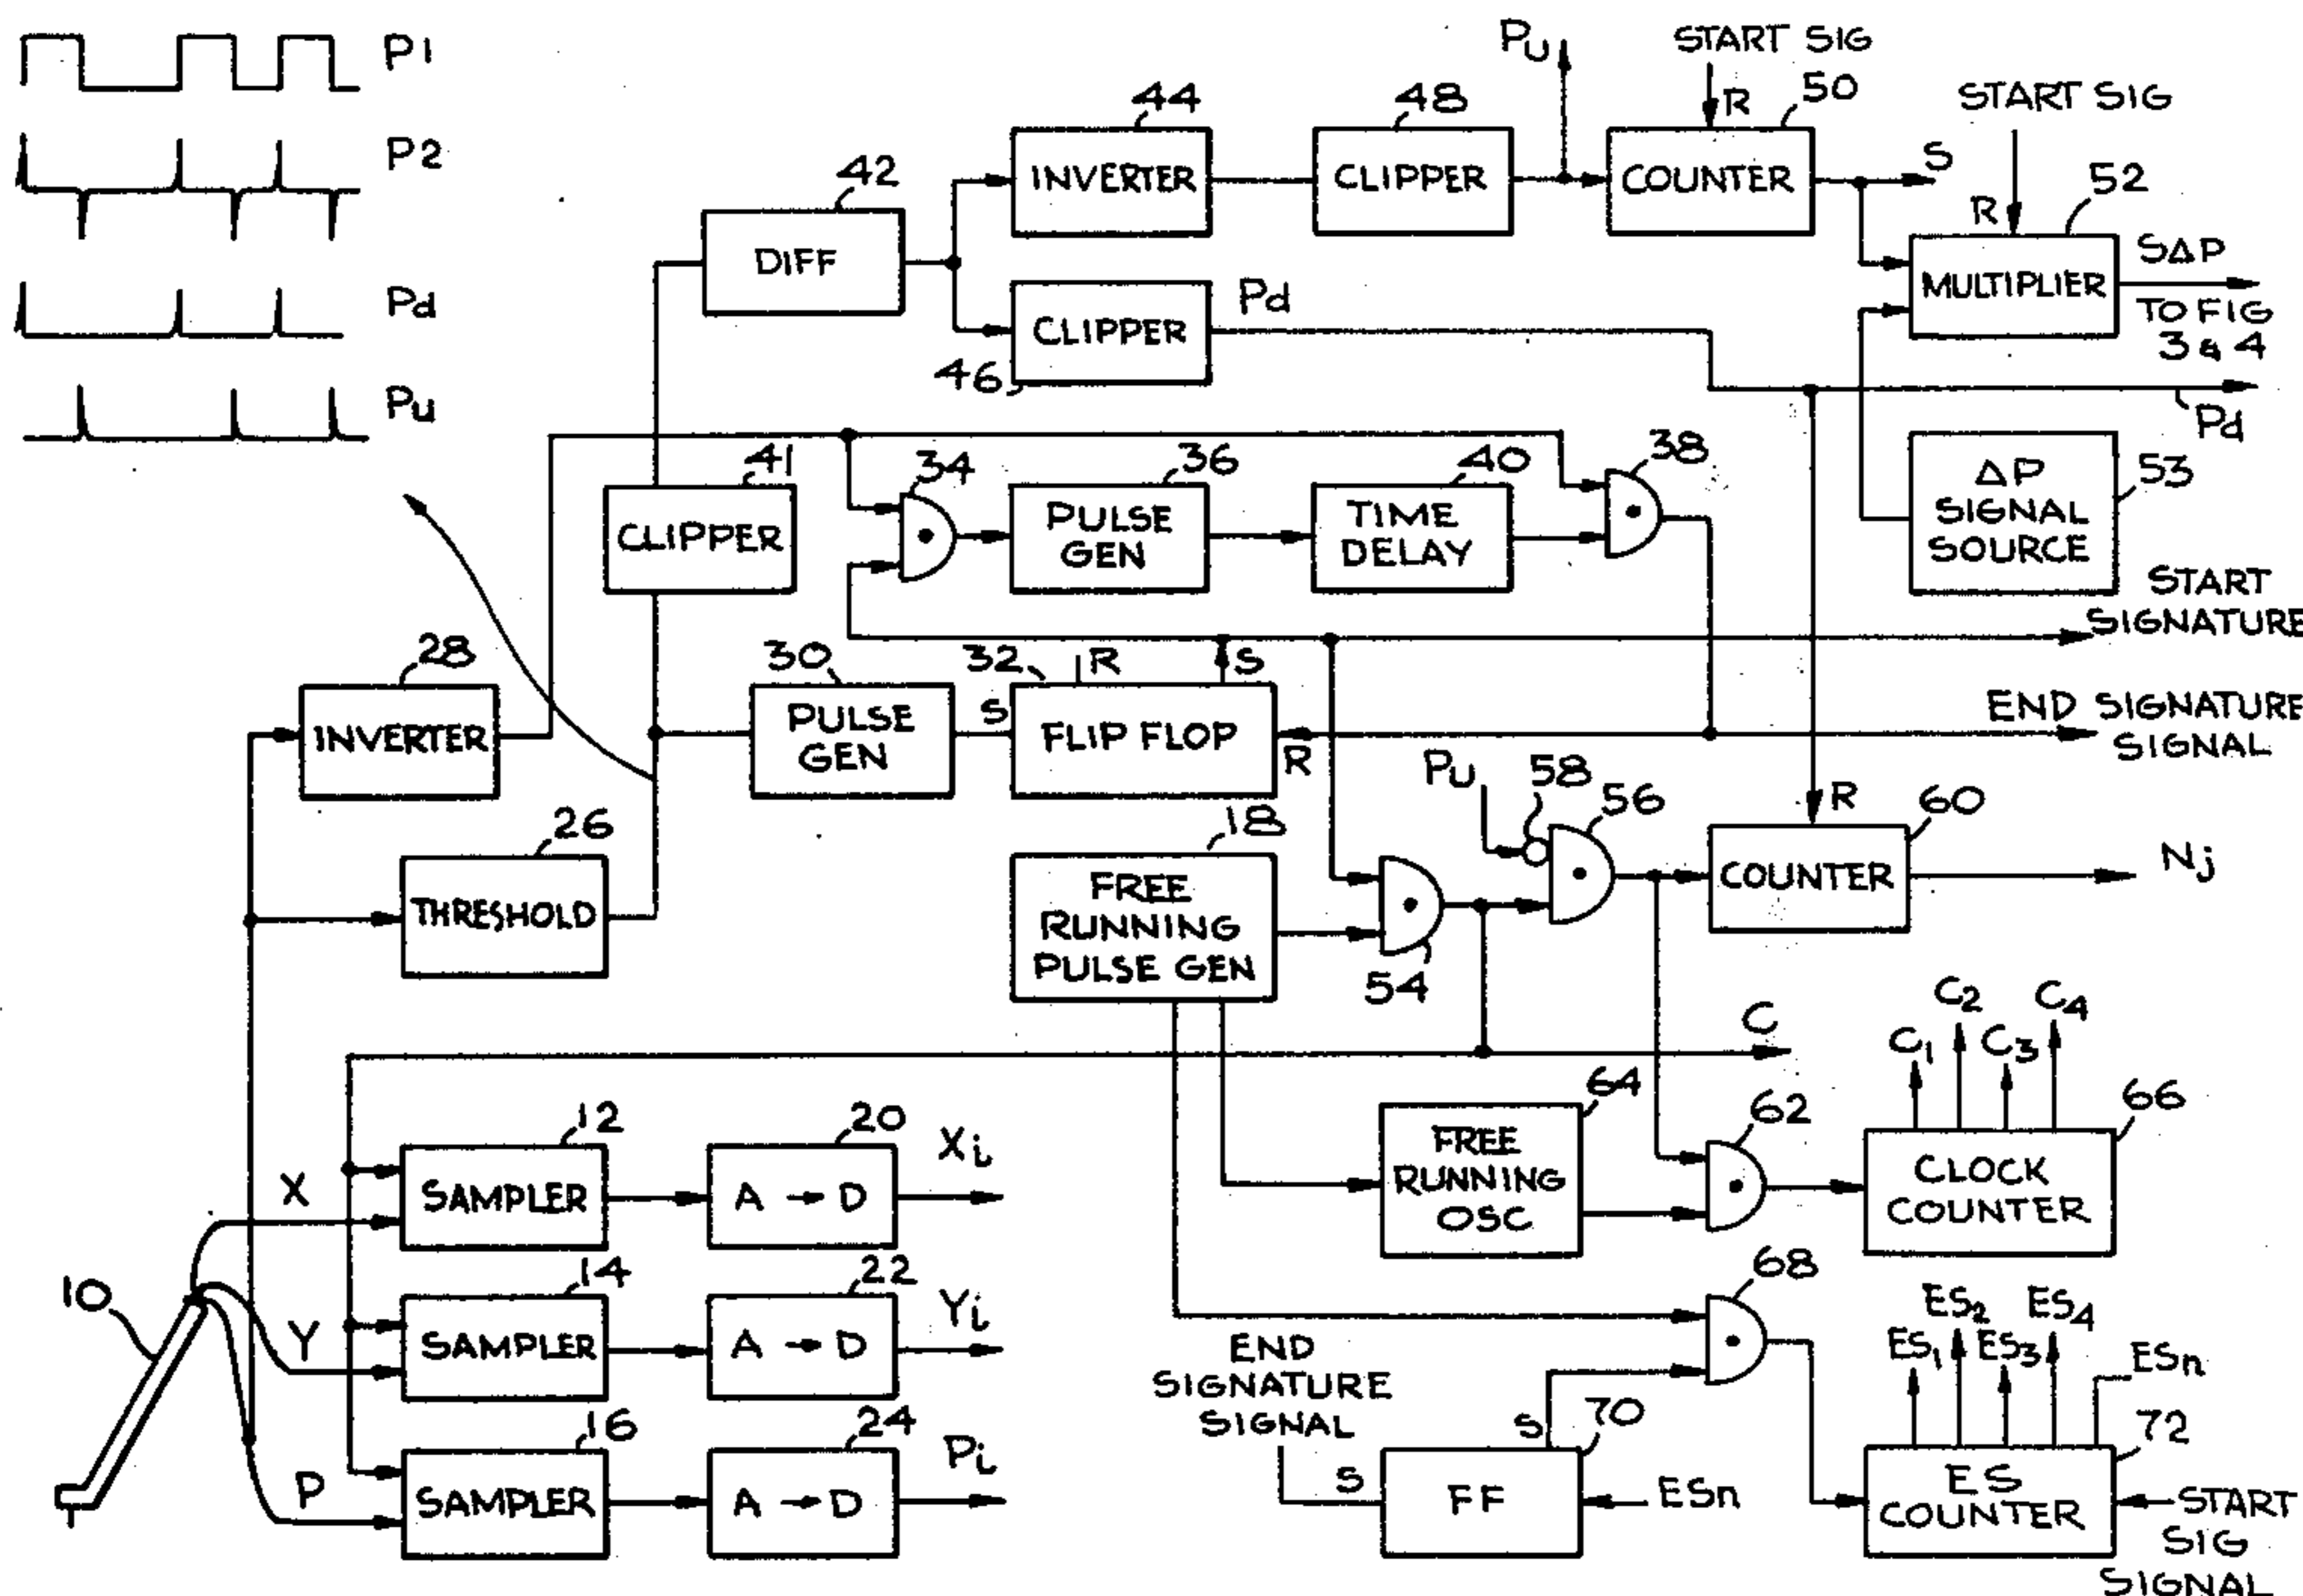 P1
P2
Pd
Pu
Pu
START SIG
R
50
START SIG
44
48
42
INVERTER
CLIPPER
COUNTER
S
R
52
DIFF
MULTIPLIER
SΔP
TO FIG
3 & 4
CLIPPER
Pd
46
Pd
41
34
36
40
38
CLIPPER
PULSE
GEN
TIME
DELAY
ΔP
SIGNAL
SOURCE
53
START
SIGNATURE
28
30
32
R
S
INVERTER
PULSE
GEN
S
FLIP FLOP
R
END SIGNATURE
SIGNAL
26
18
Pu
58
56
R
60
THRESHOLD
FREE
RUNNING
PULSE GEN
54
COUNTER
Nj
C
C1
C2
C3
C4
12
20
Xi
64
62
66
X
SAMPLER
A → D
FREE
RUNNING
OSC
CLOCK
COUNTER
10
14
22
Yi
68
Y
SAMPLER
A → D
END
SIGNATURE
SIGNAL
ES1
ES2
ES3
ES4
ESn
16
24
Pi
S
70
72
P
SAMPLER
A → D
S
FF
ESn
ES
COUNTER
START
SIG
SIGNAL